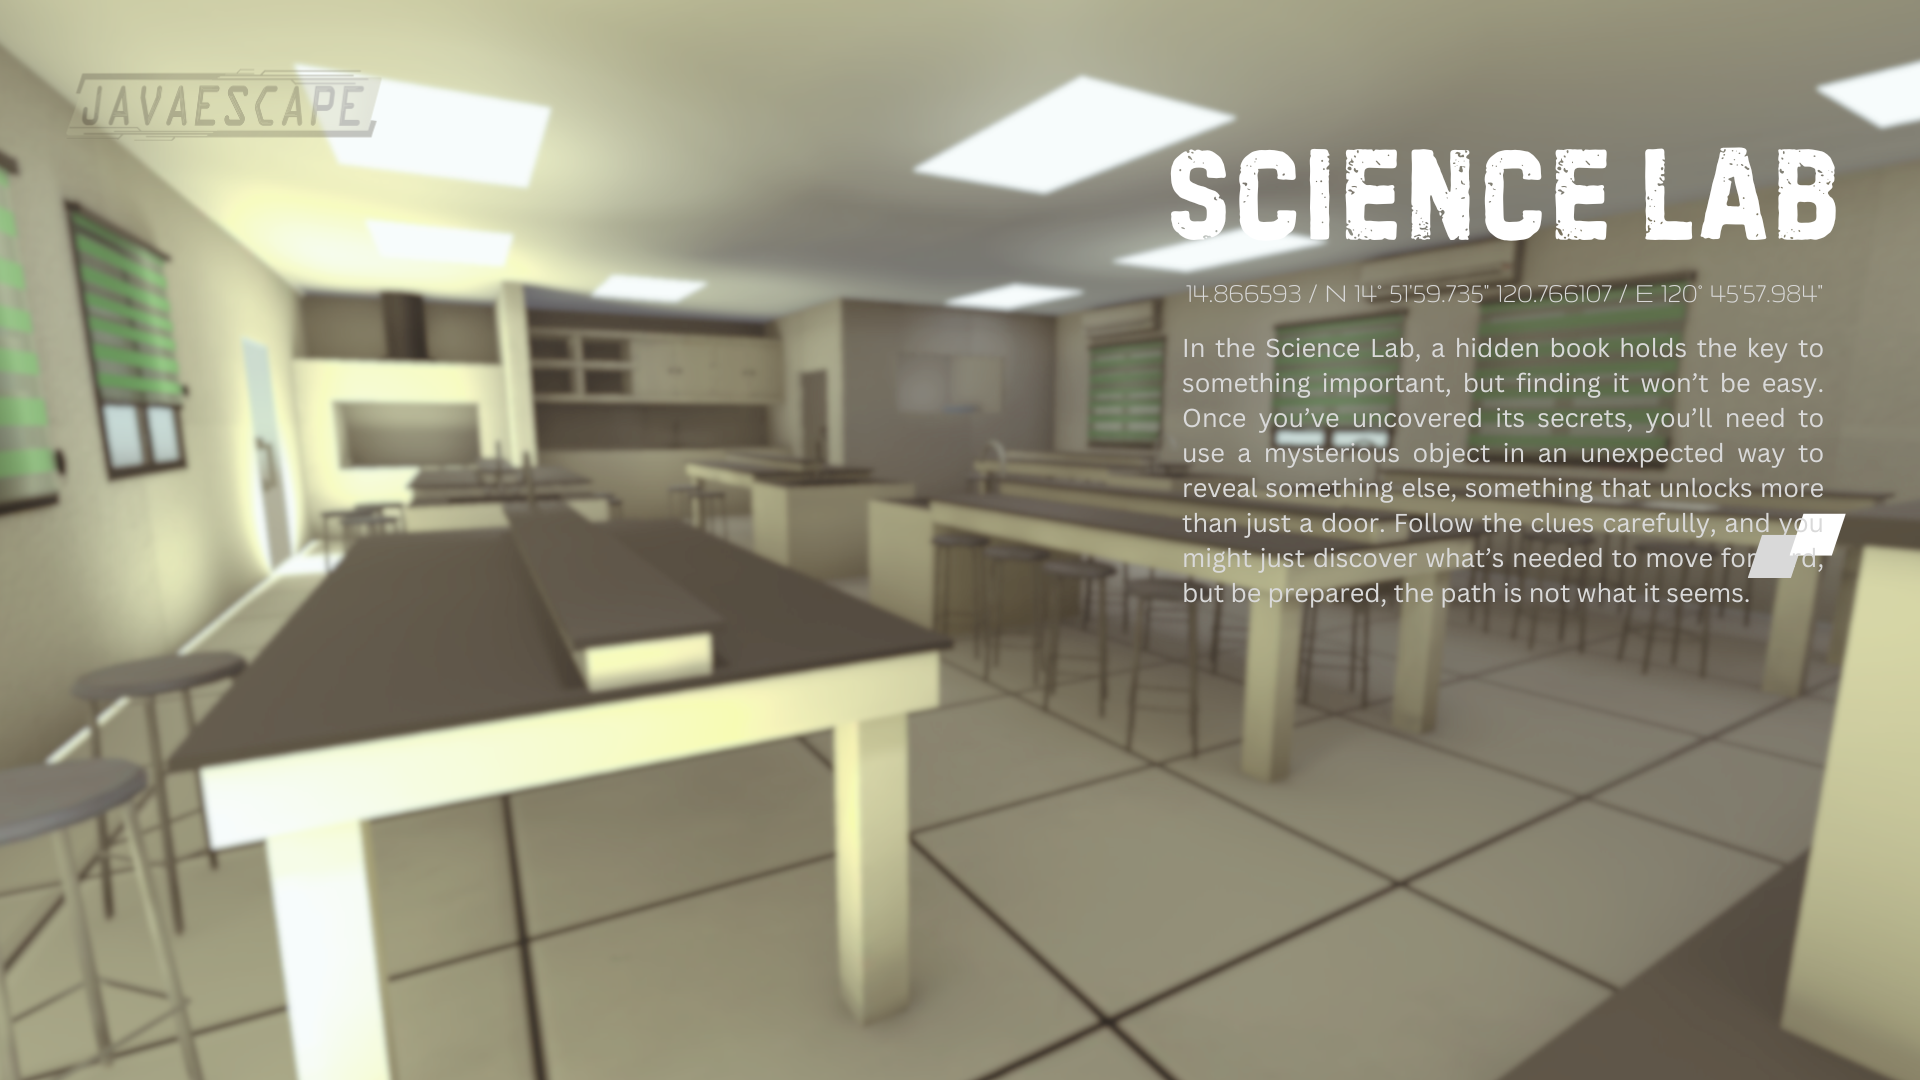 JAVAESCAPE
SCIENCE LAB
14.866593 / N 14° 51'59.735" 120.766107 / E 120° 45'57.984"
In the Science Lab, a hidden book holds the key to
something important, but finding it won’t be easy.
Once you’ve uncovered its secrets, you’ll need to
use a mysterious object in an unexpected way to
reveal something else, something that unlocks more
than just a door. Follow the clues carefully, and you
might just discover what’s needed to move
but be prepared, the path is not what it seems.